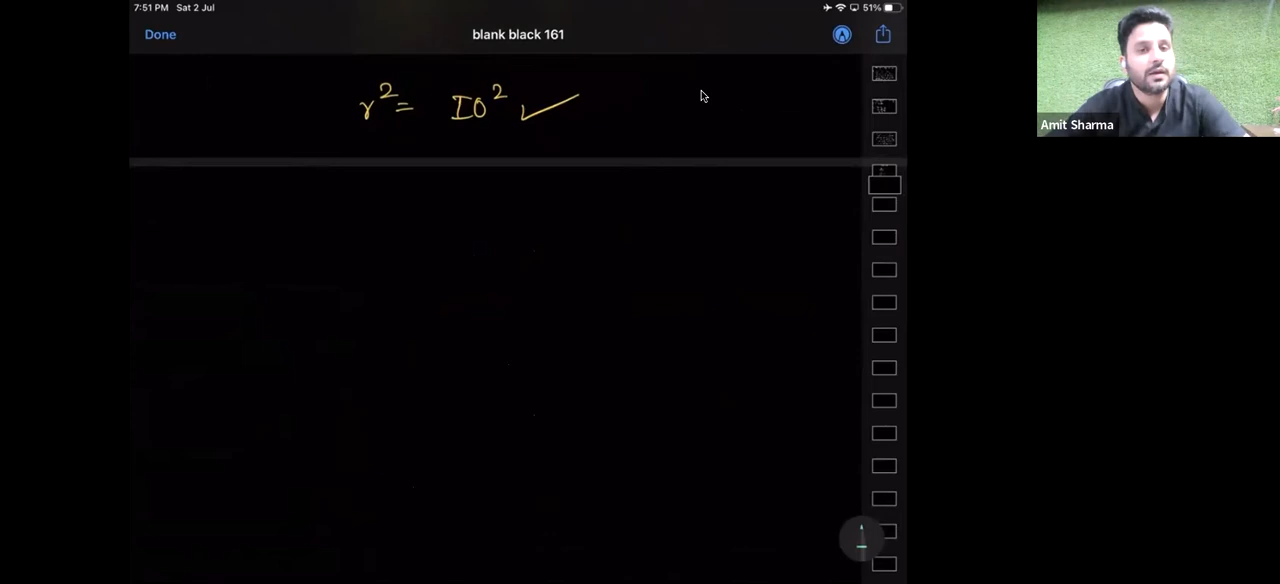 7:51 PM Sat 2 Jul 51%
Done blank black 161
r² = IO² ✓
Amit Sharma